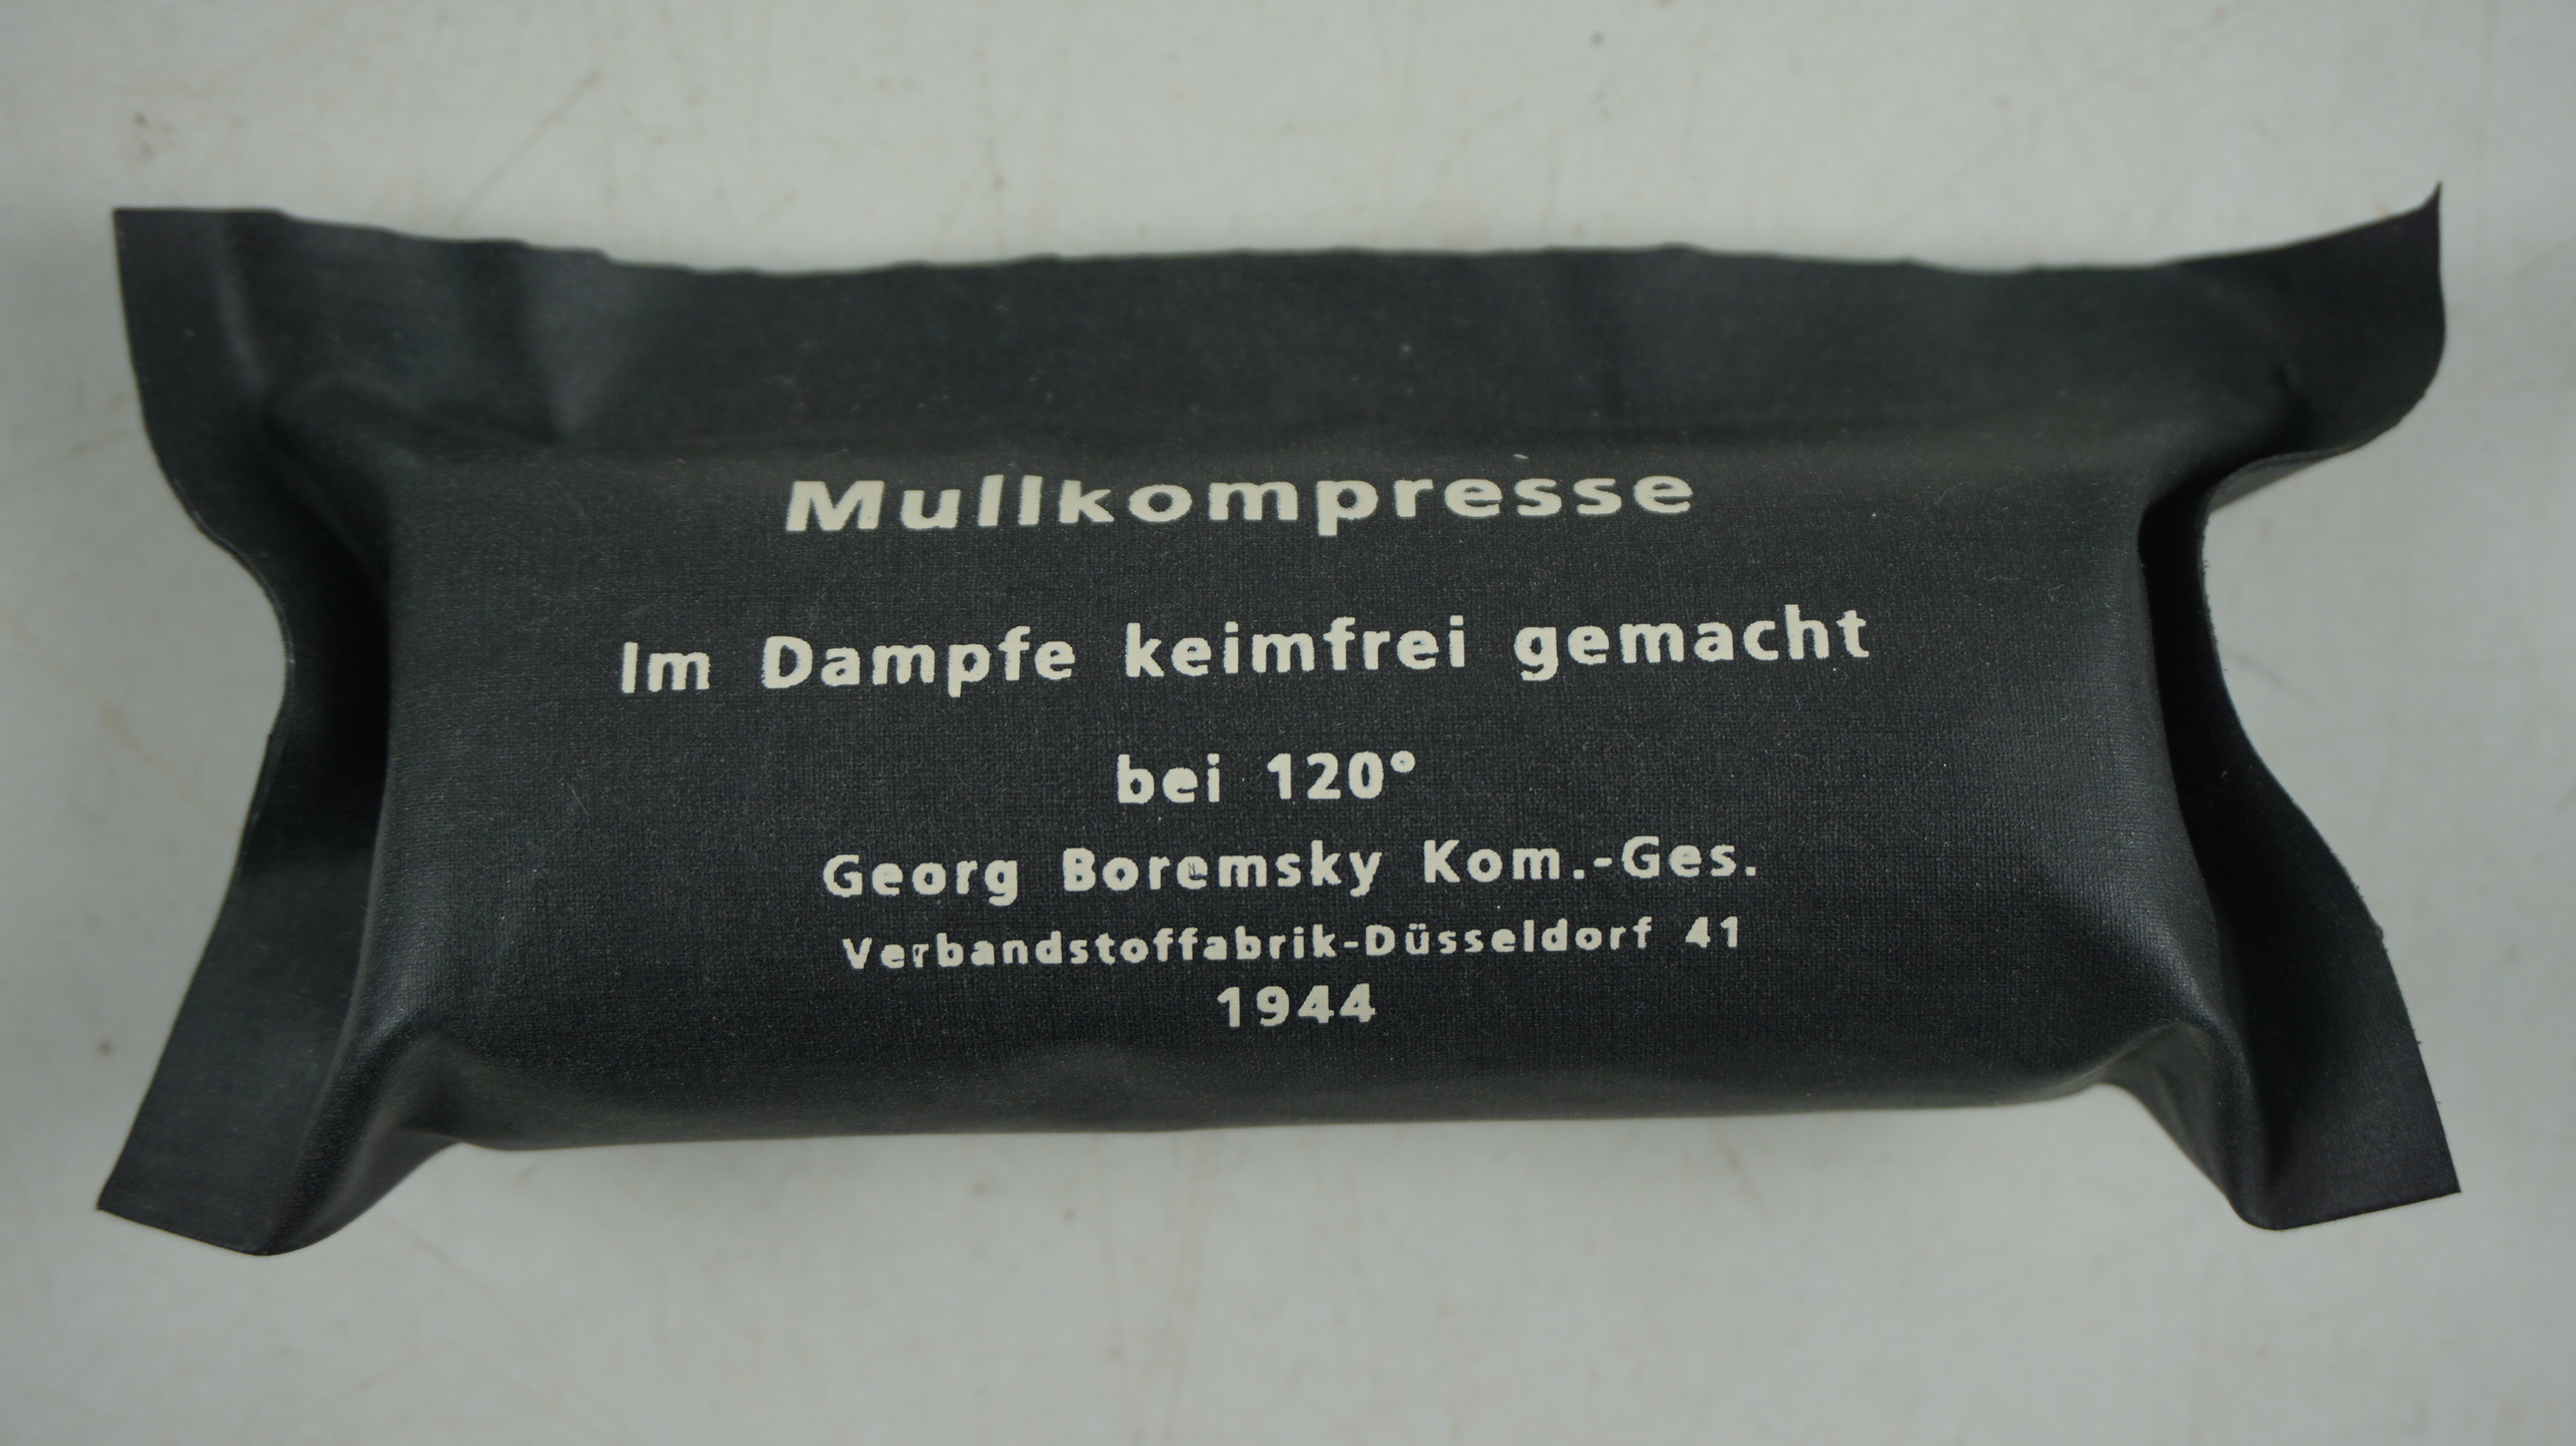 Mullkompresse
Im Dampfe keimfrei gemacht
bei 120°
Georg Boremsky Kom.-Ges.
Verbandstoffabrik-Düsseldorf 41
1944